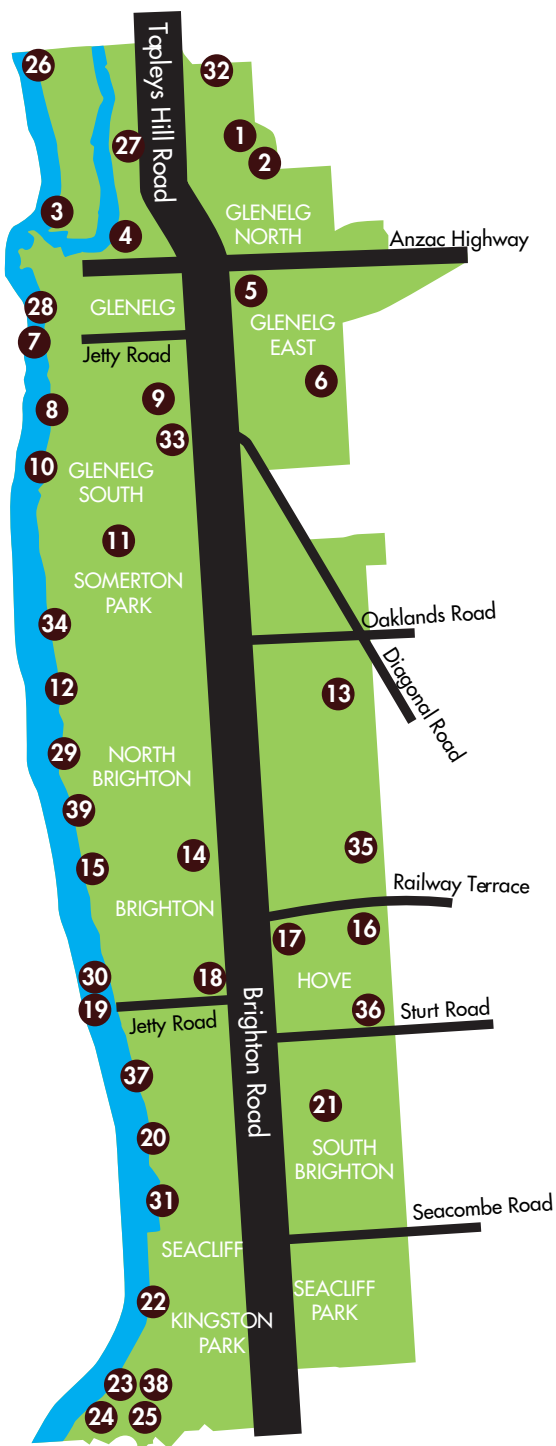 26
Tapleys Hill Road
32
1
27
2
3
4
GLENELG
NORTH
Anzac Highway
5
28
GLENELG
GLENELG
EAST
7
Jetty Road
6
8
9
33
10
GLENELG
SOUTH
11
SOMERTON
PARK
34
Oaklands Road
Diagonal Road
12
13
29
NORTH
BRIGHTON
39
14
35
15
Railway Terrace
BRIGHTON
16
17
30
18
HOVE
19
Jetty Road
Brighton Road
36
Sturt Road
37
21
20
SOUTH
BRIGHTON
31
Seacombe Road
SEACLIFF
SEACLIFF
PARK
22
KINGSTON
PARK
23
38
24
25